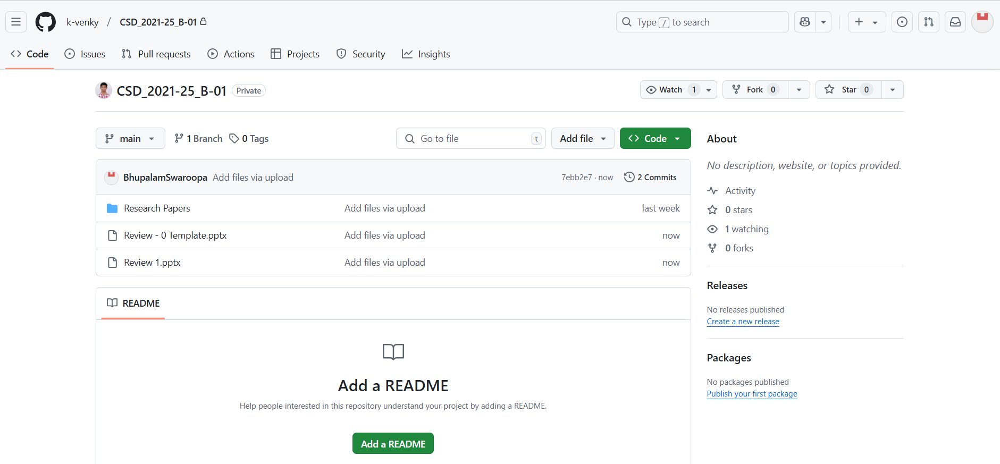 k-venky / CSD_2021-25_B-01
Type / to search
Code Issues Pull requests Actions Projects Security Insights
CSD_2021-25_B-01 Private
Watch 1 Fork 0 Star 0
main 1 Branch 0 Tags
Go to file t Add file Code
BhupalamSwaroopa Add files via upload 7ebb2e7 · now 2 Commits
Research Papers Add files via upload last week
Review - 0 Template.pptx Add files via upload now
Review 1.pptx Add files via upload now
README
Add a README
Help people interested in this repository understand your project by adding a README.
Add a README
About
No description, website, or topics provided.
Activity
0 stars
1 watching
0 forks
Releases
No releases published
Create a new release
Packages
No packages published
Publish your first package